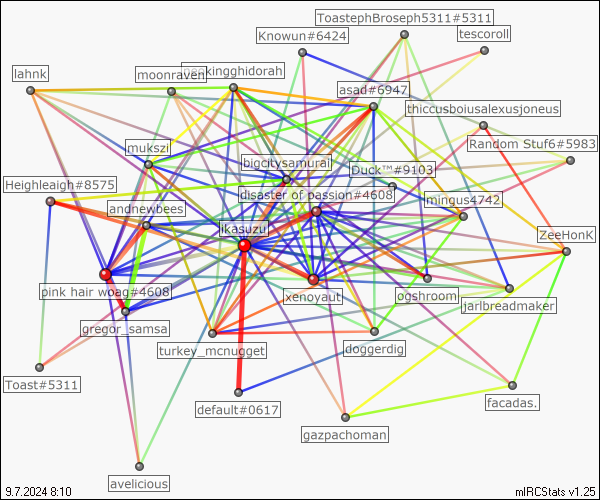 ToastephBroseph5311#5311
Knowun#6424
tescoroll
lahnk
moonraven
kingghidorah
asad#6947
thiccusboiusalexusjoneus
mukszi
Random Stuf6#5983
bigcitysamurai
Duck™#9103
Heighleaigh#8575
disaster of passion#4608
mingus4742
andnewbees
ikasuzu
ZeeHonK
pink hair woag#4608
xenoyaut
ogshroom
jarlbreadmaker
gregor_samsa
turkey_mcnugget
doggerdig
Toast#5311
default#0617
facadas.
gazpachoman
avelicious
9.7.2024 8:10
mIRCStats v1.25